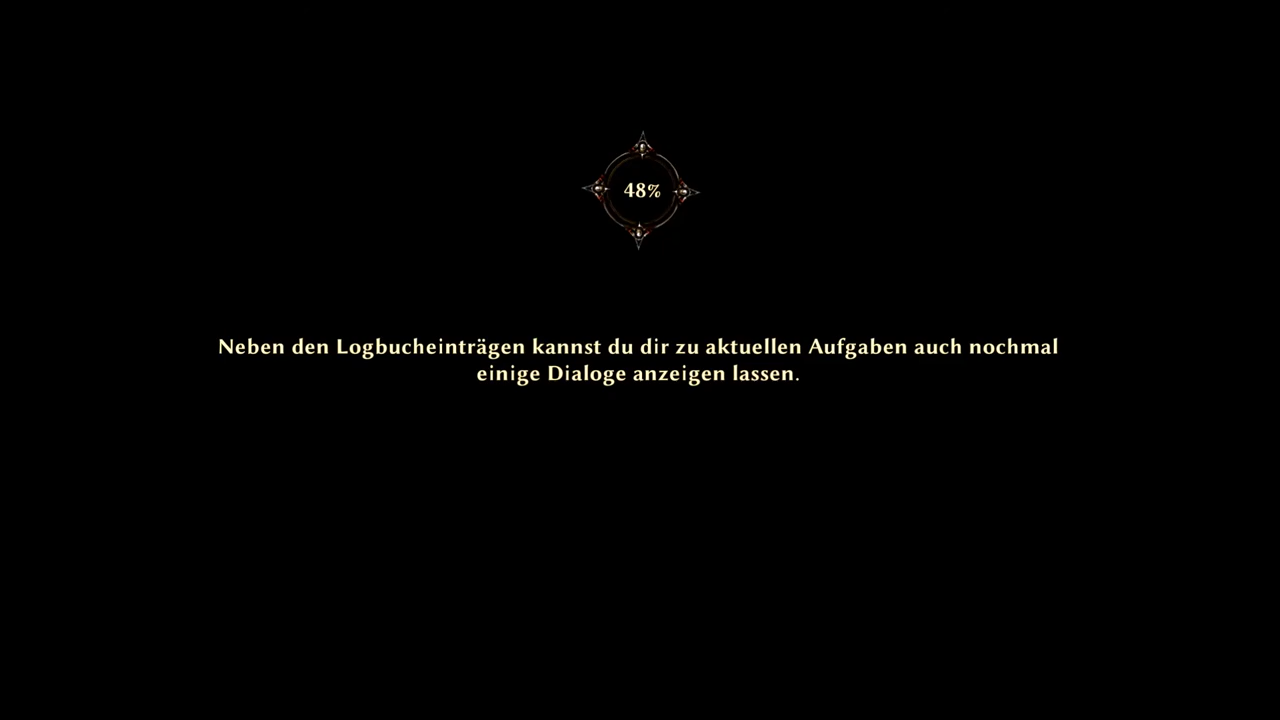 48%
Neben den Logbucheinträgen kannst du dir zu aktuellen Aufgaben auch nochmal
einige Dialoge anzeigen lassen.